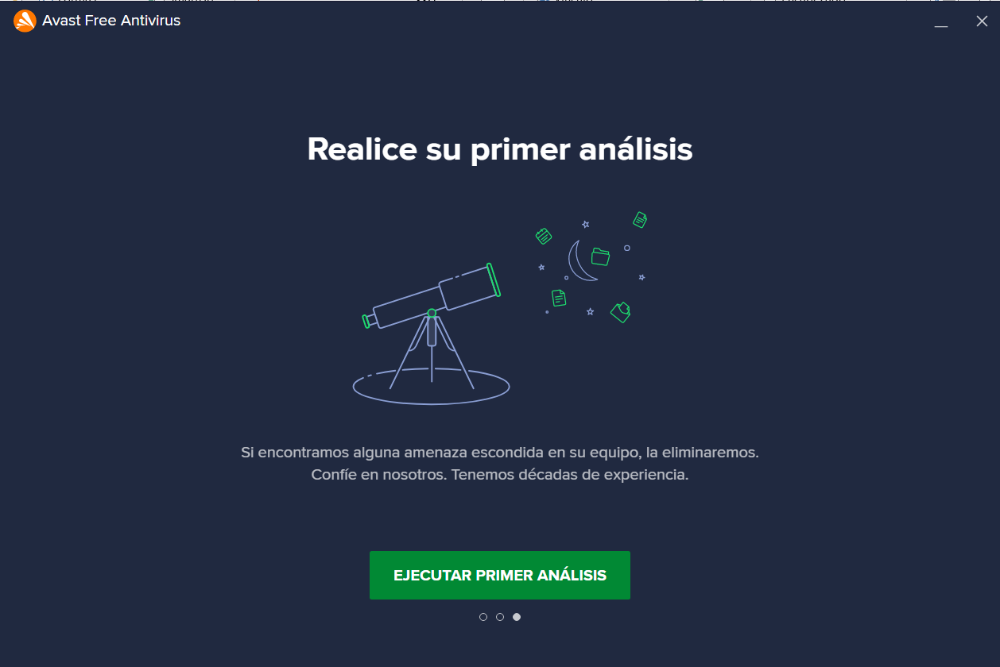 Avast Free Antivirus
Realice su primer análisis
Si encontramos alguna amenaza escondida en su equipo, la eliminaremos.
Confíe en nosotros. Tenemos décadas de experiencia.
EJECUTAR PRIMER ANÁLISIS